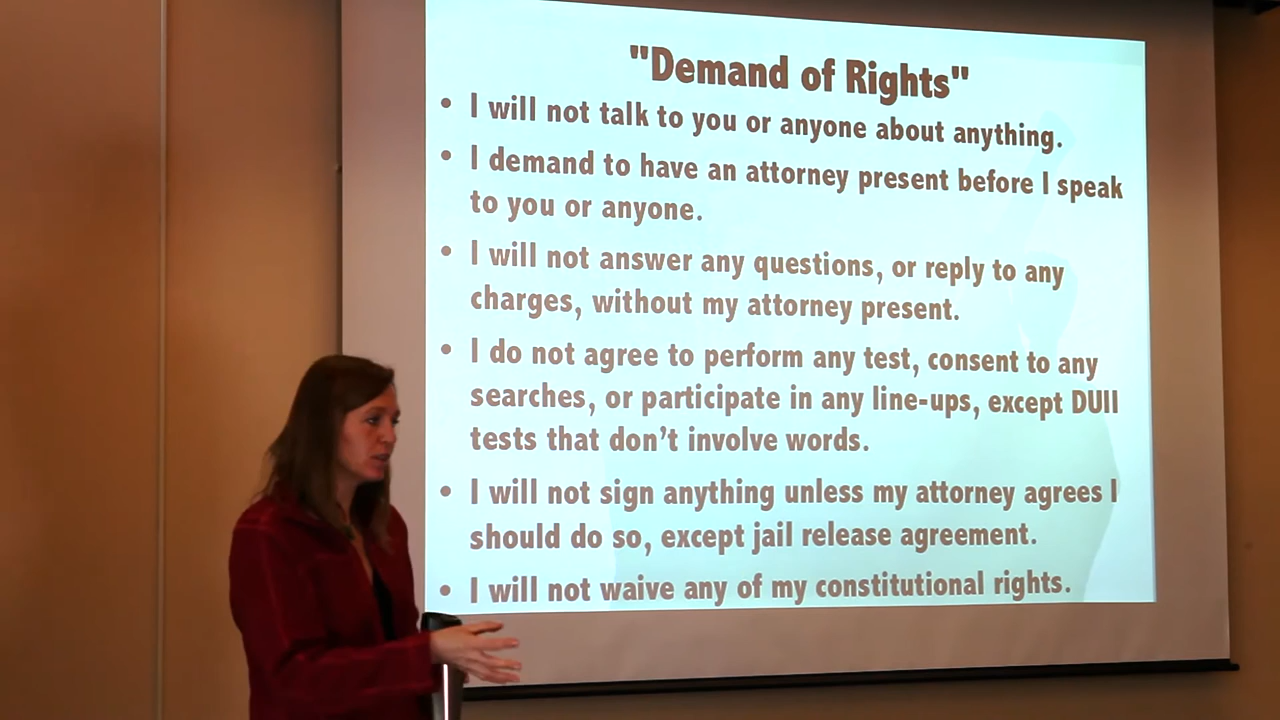 "Demand of Rights"
• I will not talk to you or anyone about anything.
• I demand to have an attorney present before I speak
to you or anyone.
• I will not answer any questions, or reply to any
charges, without my attorney present.
• I do not agree to perform any test, consent to any
searches, or participate in any line-ups, except DUII
tests that don’t involve words.
• I will not sign anything unless my attorney agrees I
should do so, except jail release agreement.
• I will not waive any of my constitutional rights.